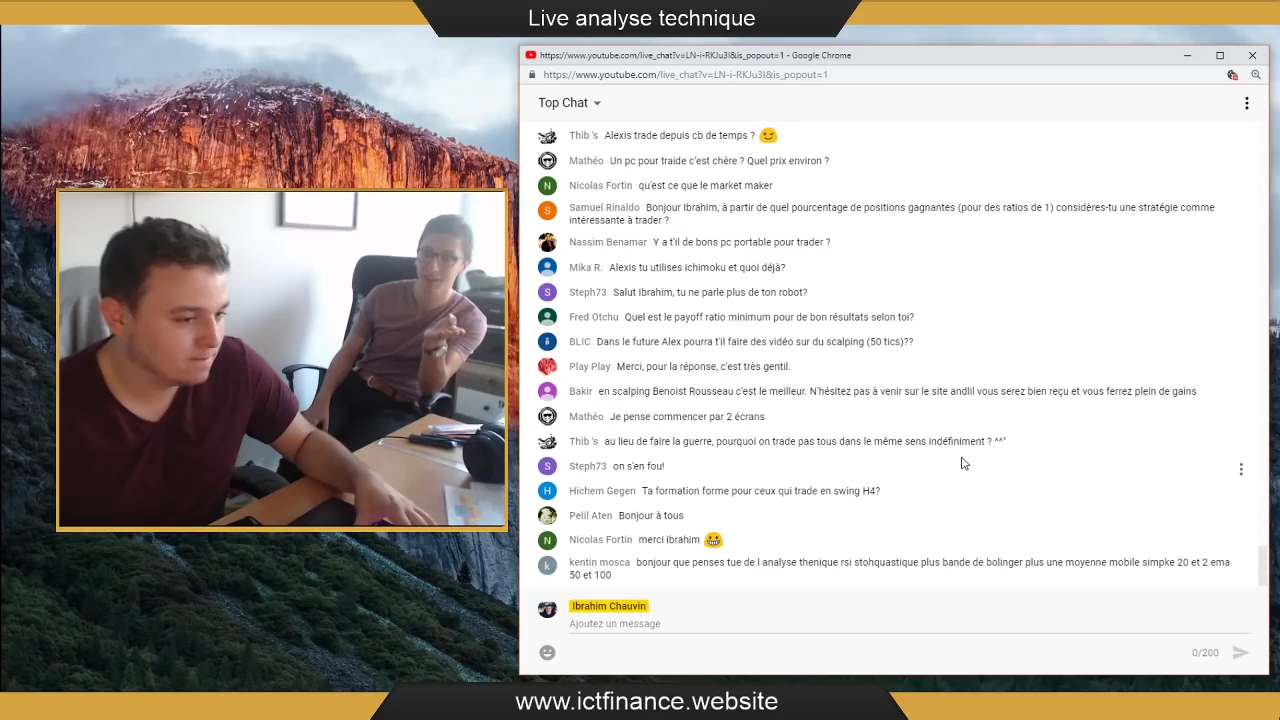 Live analyse technique
https://www.youtube.com/live_chat?v=LN-i-RKJu3I&is_popout=1 - Google Chrome
https://www.youtube.com/live_chat?v=LN-i-RKJu3I&is_popout=1
Top Chat
Thib 's Alexis trade depuis cb de temps ?
Mathéo Un pc pour traide c'est chère ? Quel prix environ ?
N Nicolas Fortin qu'est ce que le market maker
S Samuel Rinaldo Bonjour Ibrahim, à partir de quel pourcentage de positions gagnantes (pour des ratios de 1) considères-tu une stratégie comme
intéressante à trader ?
Nassim Benamar Y a t'il de bons pc portable pour trader ?
Mika R. Alexis tu utilises ichimoku et quoi déjà?
S Steph73 Salut Ibrahim, tu ne parle plus de ton robot?
Fred Otchu Quel est le payoff ratio minimum pour de bon résultats selon toi?
BLIC Dans le future Alex pourra t'il faire des vidéo sur du scalping (50 tics)??
Play Play Merci, pour la réponse, c'est très gentil.
Bakir en scalping Benoist Rousseau c'est le meilleur. N'hésitez pas à venir sur le site andlil vous serez bien reçu et vous ferrez plein de gains
Mathéo Je pense commencer par 2 écrans
Thib 's au lieu de faire la guerre, pourquoi on trade pas tous dans le même sens indéfiniment ? ^^"
S Steph73 on s'en fou!
H Hichem Gegen Ta formation forme pour ceux qui trade en swing H4?
Pelil Aten Bonjour à tous
N Nicolas Fortin merci ibrahim
k kentin mosca bonjour que penses tue de l analyse thenique rsi stohquastique plus bande de bolinger plus une moyenne mobile simpke 20 et 2 ema
50 et 100
Ibrahim Chauvin
Ajoutez un message
0/200
www.ictfinance.website